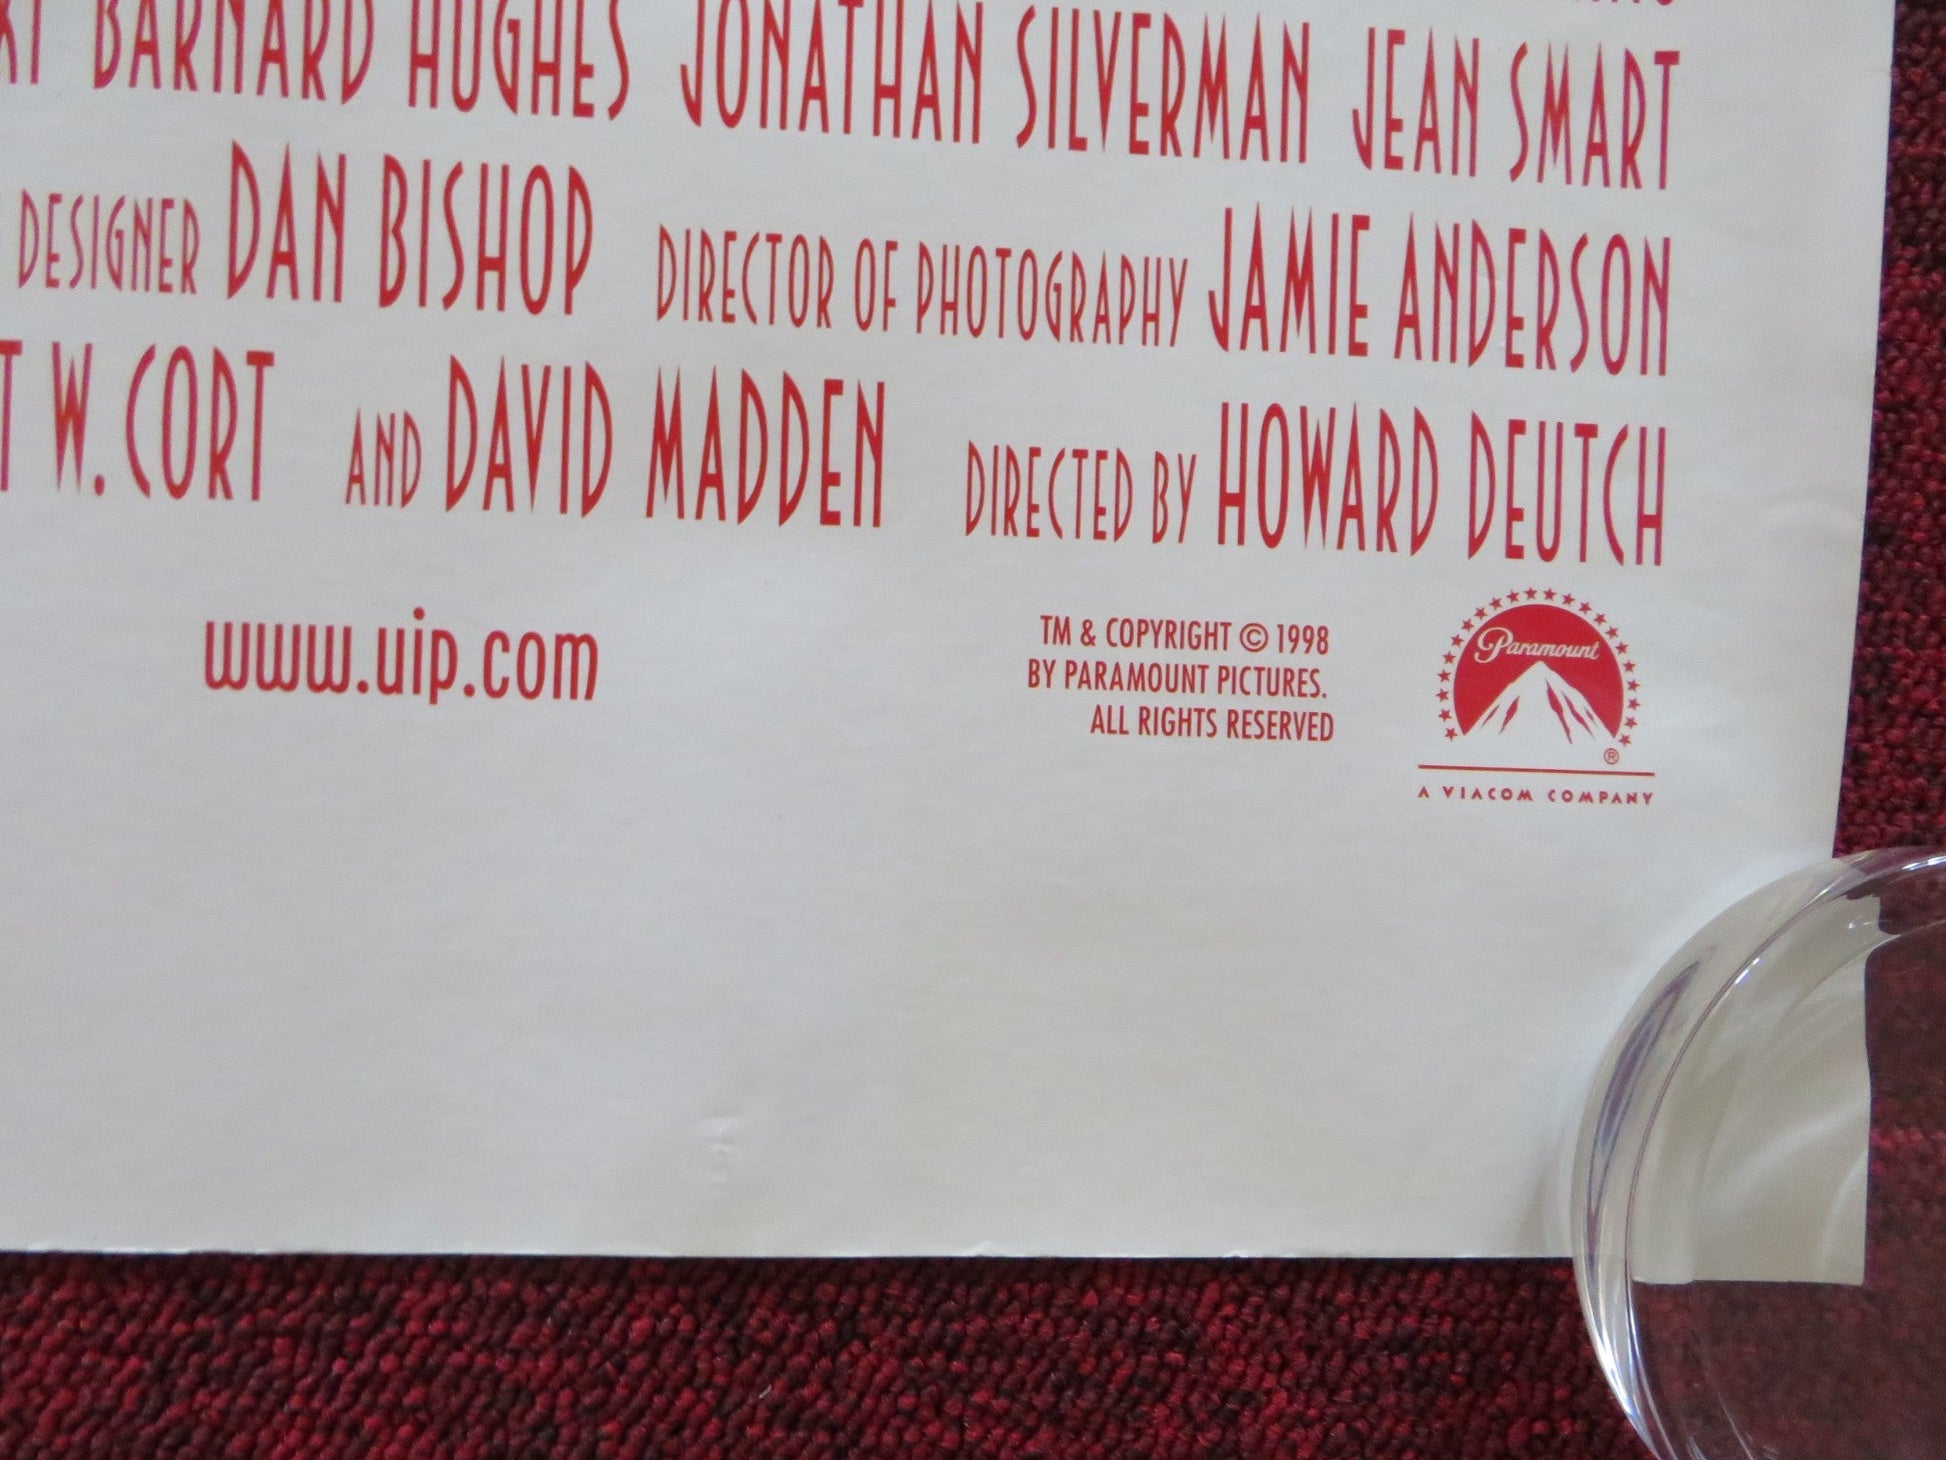 BARNARD HUGHES JONATHAN SILVERMAN JEAN SMART
DESIGNER DAN BISHOP DIRECTOR OF PHOTOGRAPHY JAMIE ANDERSON
W. CORT AND DAVID MADDEN DIRECTED BY HOWARD DEUTCH
www.uip.com
TM & COPYRIGHT © 1998
BY PARAMOUNT PICTURES.
ALL RIGHTS RESERVED
Paramount
®
A VIACOM COMPANY